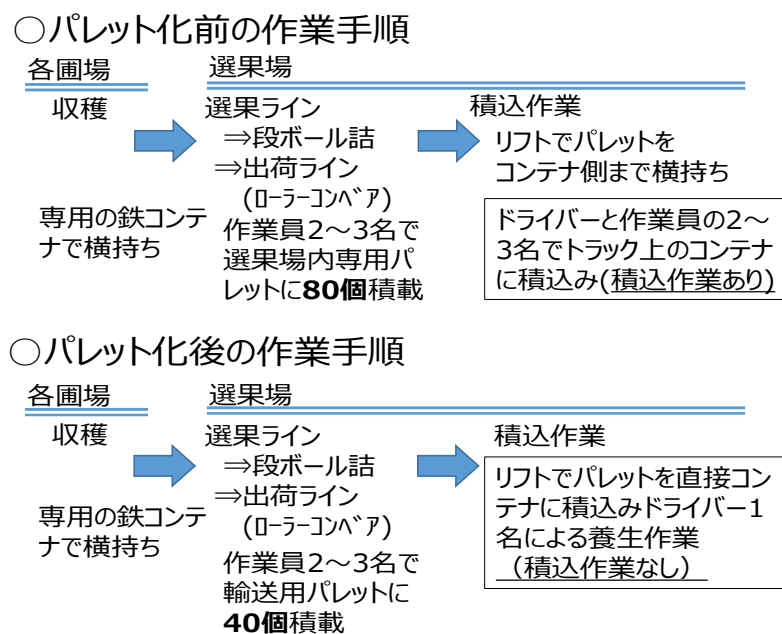 ○パレット化前の作業手順
各圃場
選果場
収穫
専用の鉄コンテ
ナで横持ち
選果ライン
⇒段ボール詰
⇒出荷ライン
(ﾛｰﾗｰｺﾝﾍﾞｱ)
作業員2～3名で
選果場内専用パ
レットに80個積載
積込作業
リフトでパレットを
コンテナ側まで横持ち
ドライバーと作業員の2～
3名でトラック上のコンテナ
に積込み(積込作業あり)
○パレット化後の作業手順
各圃場
選果場
収穫
専用の鉄コンテ
ナで横持ち
選果ライン
⇒段ボール詰
⇒出荷ライン
(ﾛｰﾗｰｺﾝﾍﾞｱ)
作業員2～3名で
輸送用パレットに
40個積載
積込作業
リフトでパレットを直接コン
テナに積込みドライバー1
名による養生作業
（積込作業なし）